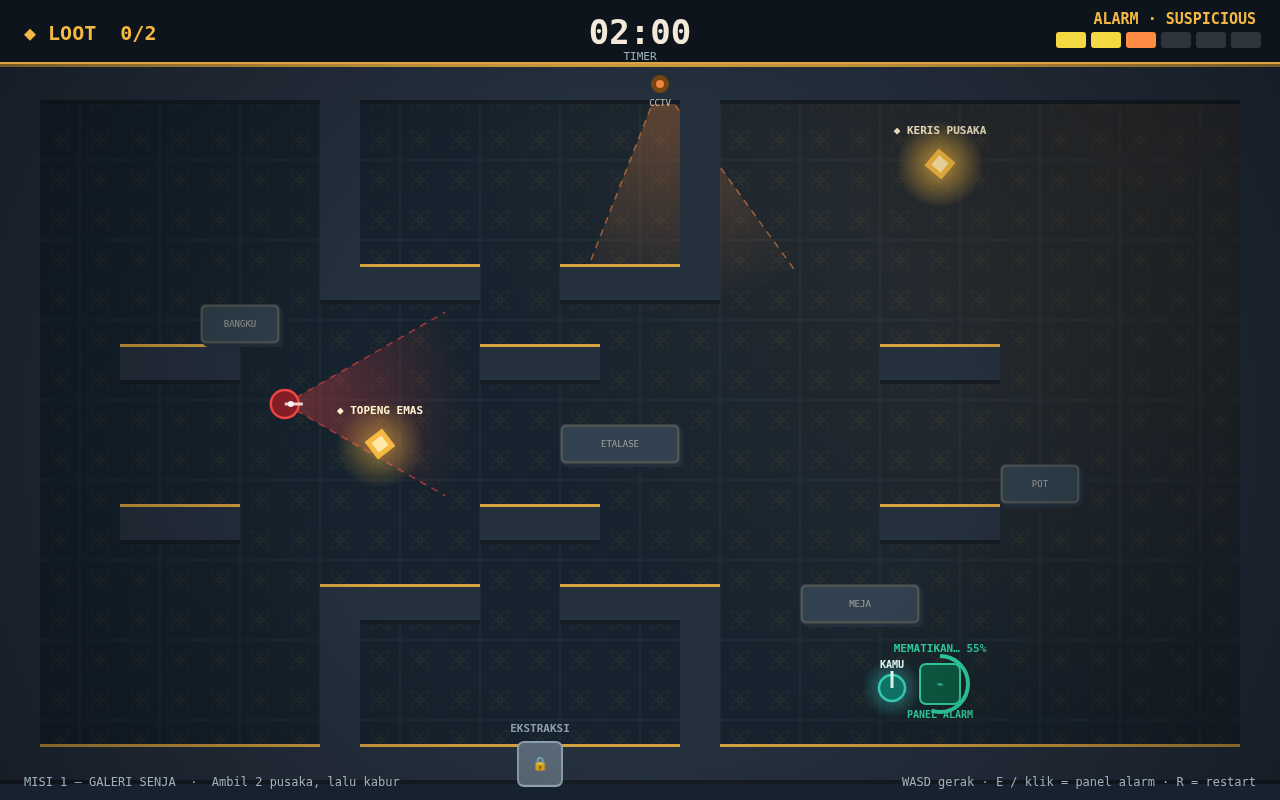 ◆ LOOT 0/2
02:00
TIMER
ALARM · SUSPICIOUS
CCTV
◆ KERIS PUSAKA
BANGKU
◆ TOPENG EMAS
ETALASE
POT
MEJA
MEMATIKAN… 55%
KAMU
PANEL ALARM
EKSTRAKSI
MISI 1 — GALERI SENJA · Ambil 2 pusaka, lalu kabur
WASD gerak · E / klik = panel alarm · R = restart